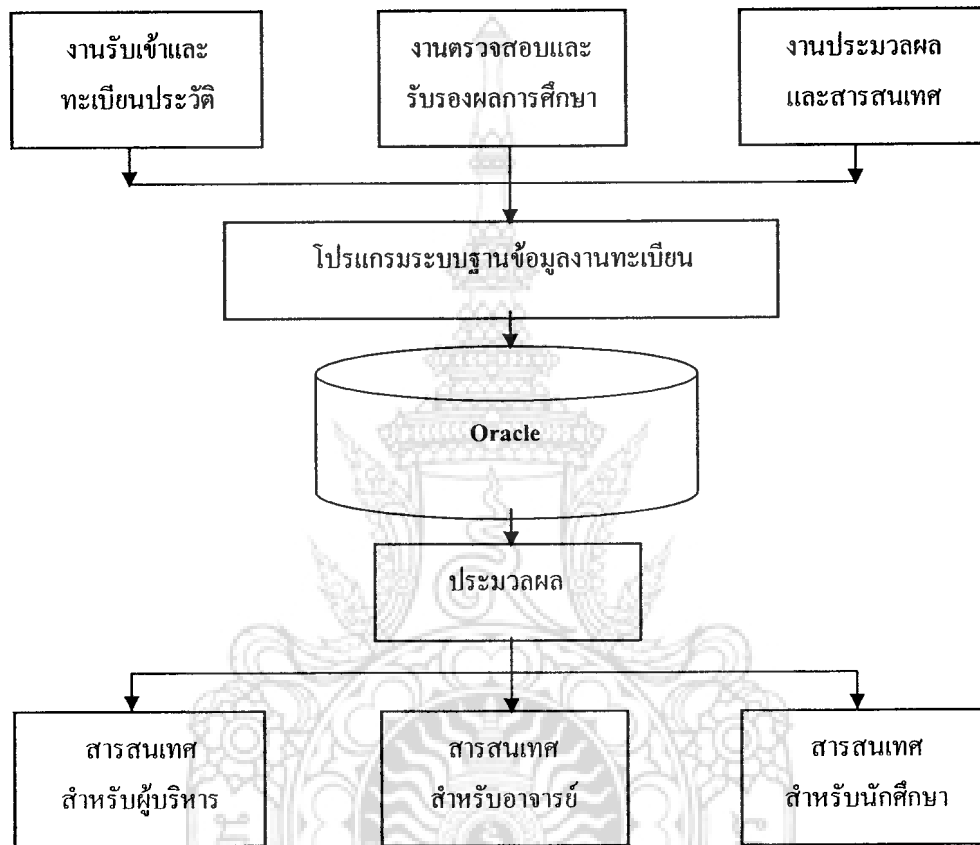 งานรับเข้าและ
ทะเบียนประวัติ
งานตรวจสอบและ
รับรองผลการศึกษา
งานประมวลผล
และสารสนเทศ
โปรแกรมระบบฐานข้อมูลงานทะเบียน
Oracle
ประมวลผล
สารสนเทศ
สำหรับผู้บริหาร
สารสนเทศ
สำหรับอาจารย์
สารสนเทศ
สำหรับนักศึกษา